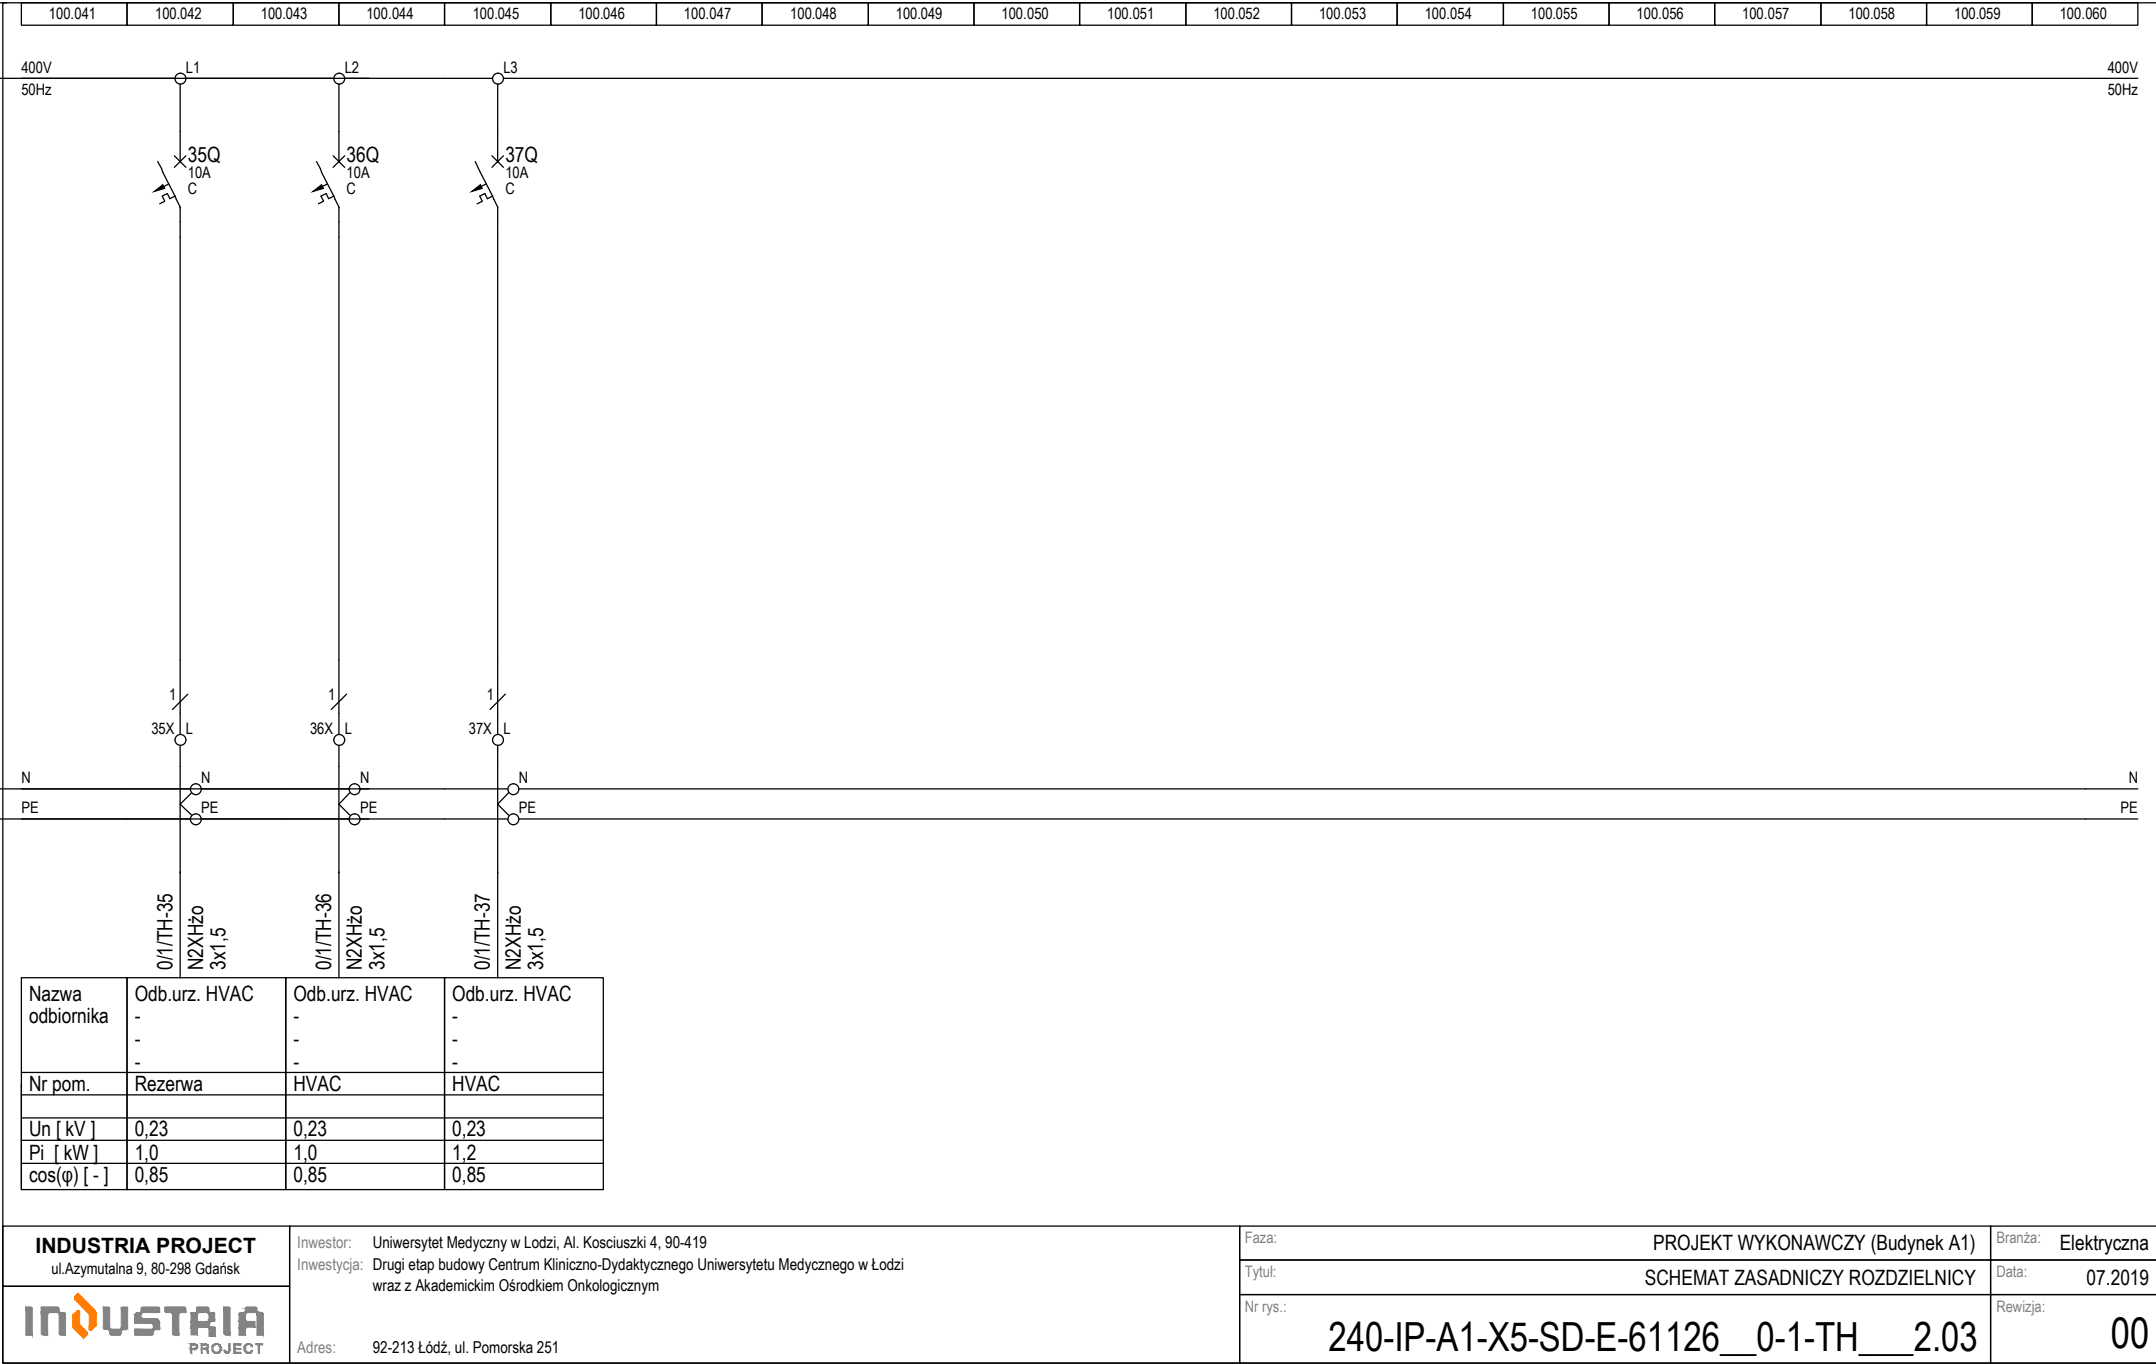 100.041 100.042 100.043 100.044 100.045 100.046 100.047 100.048 100.049 100.050 100.051 100.052 100.053 100.054 100.055 100.056 100.057 100.058 100.059 100.060
400V L1 L2 L3 400V
50Hz 50Hz
35Q 36Q 37Q
10A 10A 10A
C C C
1 1 1
35X L 36X L 37X L
N N N N N
PE PE PE PE PE
0/1/TH-35 N2XHżo 3x1,5
0/1/TH-36 N2XHżo 3x1,5
0/1/TH-37 N2XHżo 3x1,5
Nazwa Odb.urz. HVAC Odb.urz. HVAC Odb.urz. HVAC
odbiornika - - -
- - -
- - -
Nr pom. Rezerwa HVAC HVAC
Un [ kV ] 0,23 0,23 0,23
Pi [ kW ] 1,0 1,0 1,2
cos(φ) [ - ] 0,85 0,85 0,85
INDUSTRIA PROJECT
ul.Azymutalna 9, 80-298 Gdańsk
INDUSTRIA
PROJECT
Inwestor: Uniwersytet Medyczny w Lodzi, Al. Kosciuszki 4, 90-419
Inwestycja: Drugi etap budowy Centrum Kliniczno-Dydaktycznego Uniwersytetu Medycznego w Łodzi
wraz z Akademickim Ośrodkiem Onkologicznym
Adres: 92-213 Łódź, ul. Pomorska 251
Faza: PROJEKT WYKONAWCZY (Budynek A1)
Branża: Elektryczna
Tytuł: SCHEMAT ZASADNICZY ROZDZIELNICY
Data: 07.2019
Nr rys.: 240-IP-A1-X5-SD-E-61126__0-1-TH___2.03
Rewizja: 00